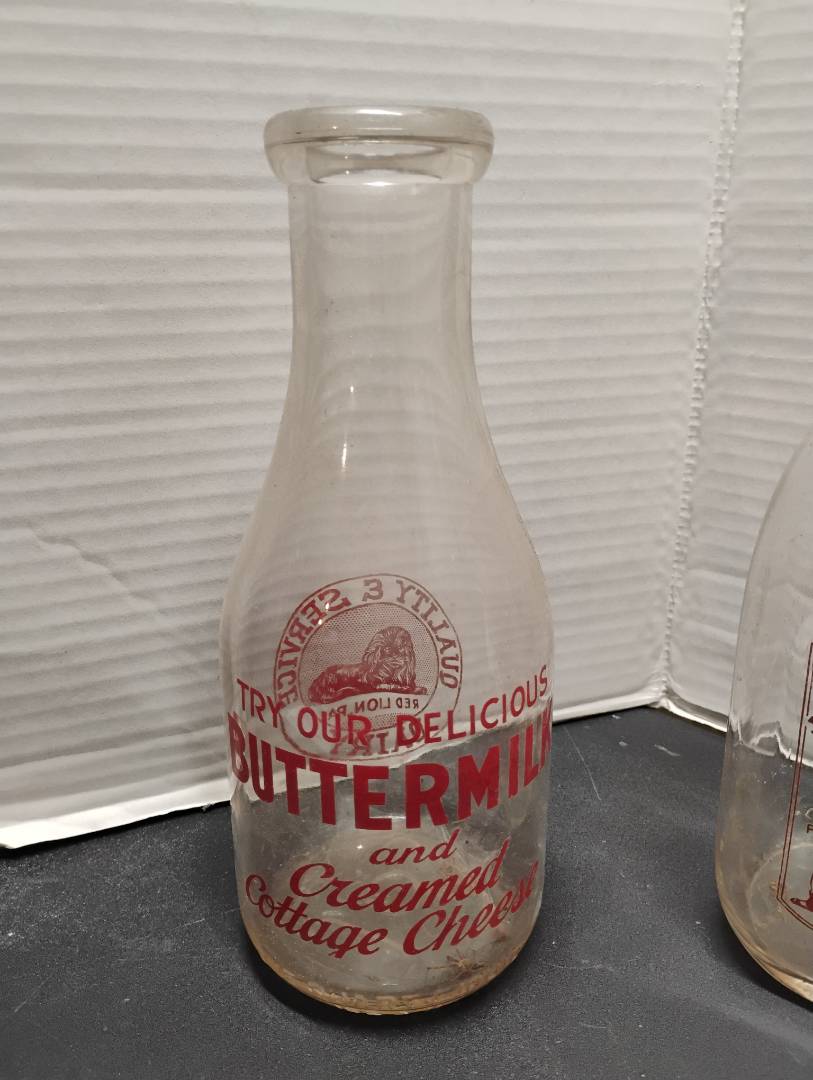 QUALITY & SERVICE
RED LION
TRY OUR DELICIOUS
BUTTERMILK
and
Creamed
Cottage Cheese